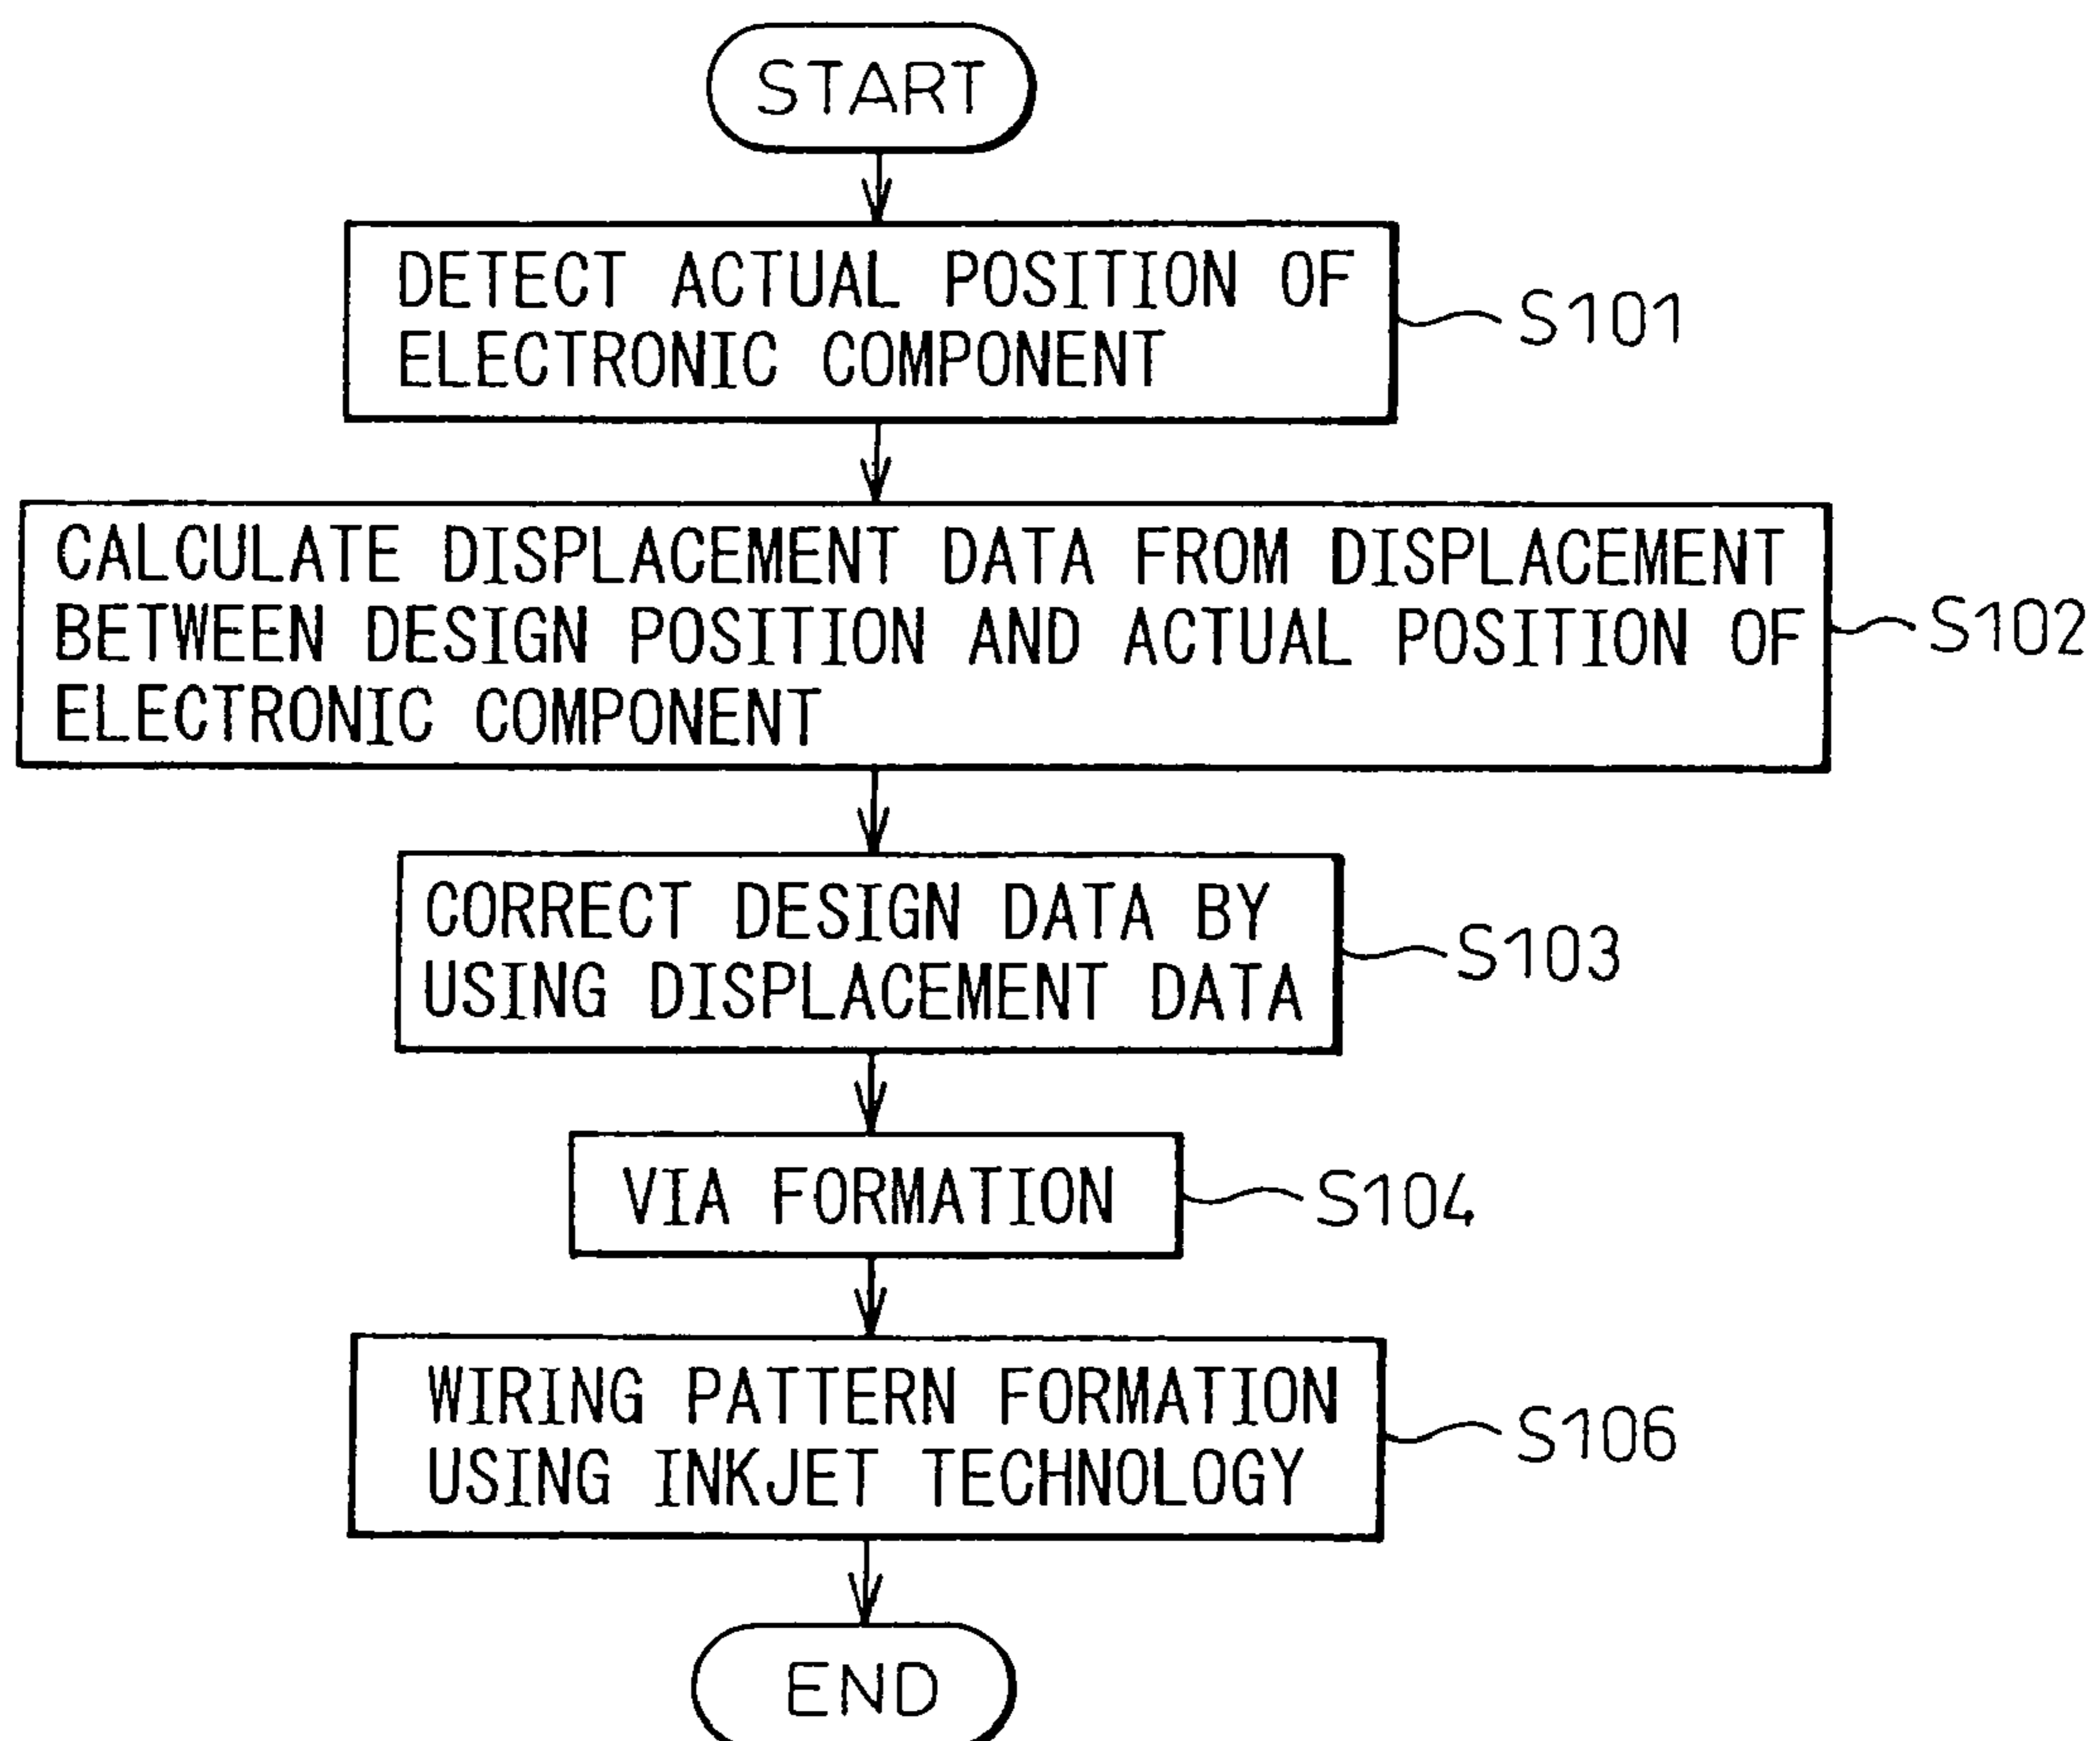 START
DETECT ACTUAL POSITION OF
ELECTRONIC COMPONENT
S101
CALCULATE DISPLACEMENT DATA FROM DISPLACEMENT
BETWEEN DESIGN POSITION AND ACTUAL POSITION OF
ELECTRONIC COMPONENT
S102
CORRECT DESIGN DATA BY
USING DISPLACEMENT DATA
S103
VIA FORMATION
S104
WIRING PATTERN FORMATION
USING INKJET TECHNOLOGY
S106
END